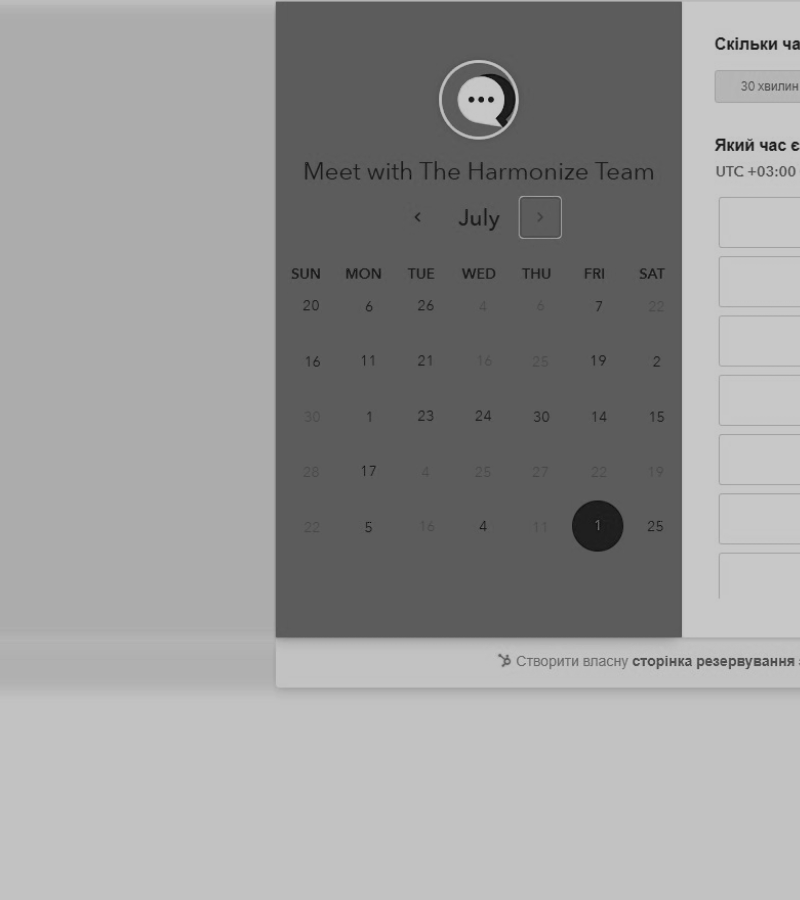 Скільки ча
30 хвилин
Meet with The Harmonize Team
July
Який час є
UTC +03:00
SUN MON TUE WED THU FRI SAT
20 6 26 4 6 7 22
16 11 21 16 25 19 2
30 1 23 24 30 14 15
28 17 4 25 27 22 19
22 5 16 4 11 1 25
Створити власну сторінка резервування